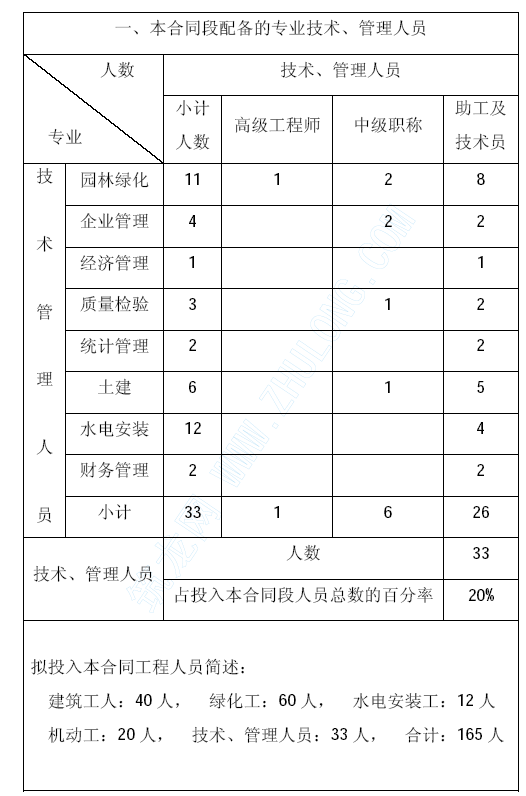 一、本合同段配备的专业技术、管理人员
人数 技术、管理人员
专业 小计人数 高级工程师 中级职称 助工及技术员
技术管理人员
园林绿化 11 1 2 8
企业管理 4 2 2
经济管理 1 1
质量检验 3 1 2
统计管理 2 2
土建 6 1 5
水电安装 12 4
财务管理 2 2
小计 33 1 6 26
技术、管理人员 人数 33
占投入本合同段人员总数的百分率 20%
拟投入本合同工程人员简述：
建筑工人：40 人， 绿化工：60 人， 水电安装工：12 人
机动工：20 人， 技术、管理人员：33 人， 合计：165 人
筑龙网 WWW.ZHULONG.COM